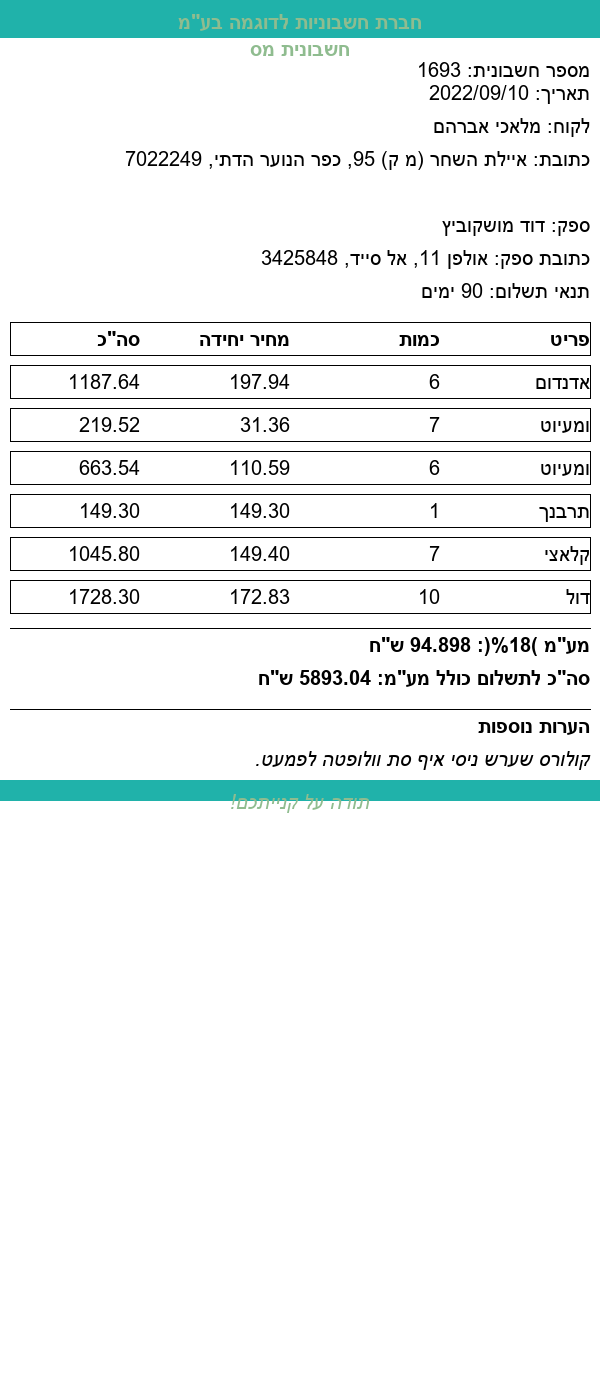 חברת חשבוניות לדוגמה בע"מ
חשבונית מס
מספר חשבונית: 1693
תאריך: 2022/09/10
לקוח: מלאכי אברהם
כתובת: איילת השחר (מ ק) 95, כפר הנוער הדתי, 7022249
ספק: דוד מושקוביץ
כתובת ספק: אולפן 11, אל סייד, 3425848
תנאי תשלום: 90 ימים
פריט כמות מחיר יחידה סה"כ
אדנדום 6 197.94 1187.64
ומעיוט 7 31.36 219.52
ומעיוט 6 110.59 663.54
תרבנך 1 149.30 149.30
קלאצי 7 149.40 1045.80
דול 10 172.83 1728.30
מע"מ )18%(: 94.898 ש"ח
סה"כ לתשלום כולל מע"מ: 5893.04 ש"ח
הערות נוספות
קולורס שערש ניסי איף סת וולופטה לפמעט.
תודה על קנייתכם!